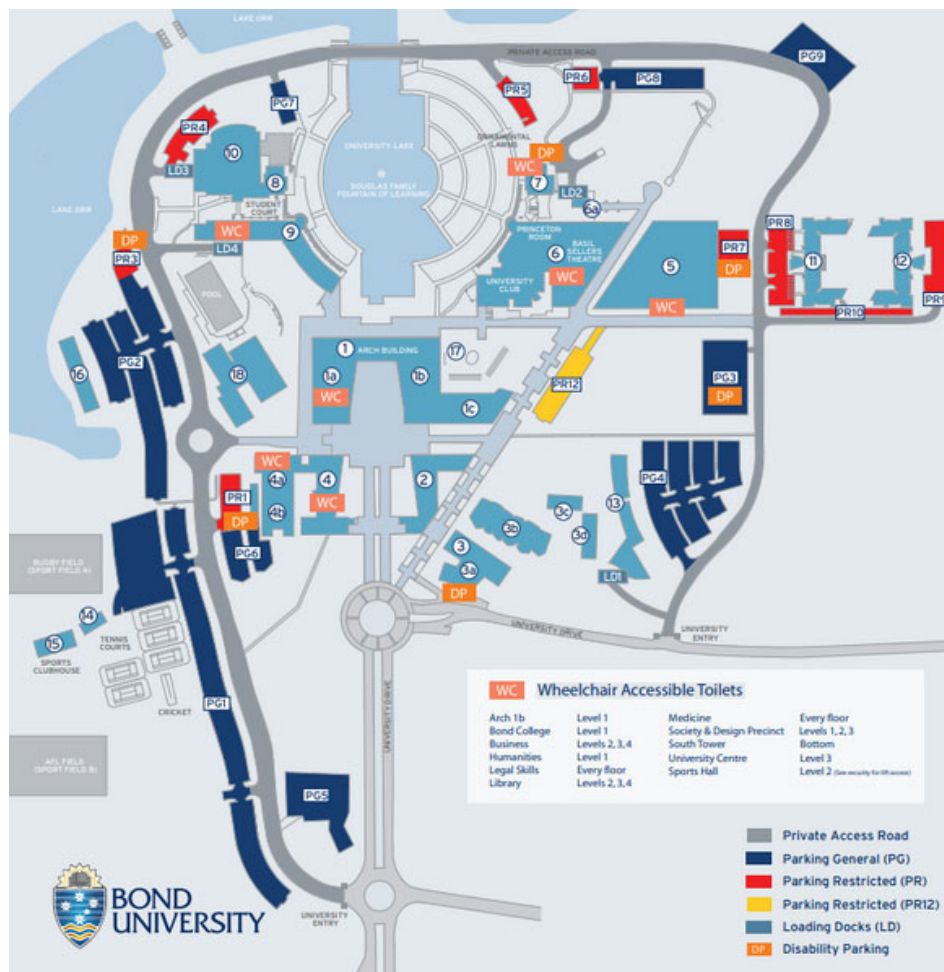 LAKE ORR
PRIVATE ACCESS ROAD
PG9
PR6
PG8
PR5
PG7
PR4
ORNAMENTAL
LAWNS
UNIVERSITY LAKE
DP
WC
10
LD3
8
7
LD2
6a
DOUGLAS FAMILY
FOUNTAIN OF LEARNING
STUDENT
COURT
LAKE ORR
DP
WC
9
LD4
PR3
PRINCETON
ROOM
BASIL
SELLERS
THEATRE
6
WC
UNIVERSITY
CLUB
5
WC
PR7
DP
PR8
11
12
PR10
POOL
PG2
16
18
1
ARCH BUILDING
1a
WC
1b
1c
17
PR12
PG3
DP
WC
4a
4b
4
WC
2
PR1
DP
PG6
3
3a
DP
3b
3c
3d
13
LD1
PG4
RUGBY FIELD
(SPORT FIELD A)
14
15
SPORTS
CLUBHOUSE
TENNIS
COURTS
CRICKET
PG1
UNIVERSITY DRIVE
UNIVERSITY
ENTRY
UNIVERSITY DRIVE
AFL FIELD
(SPORT FIELD B)
PG5
UNIVERSITY
ENTRY
WC Wheelchair Accessible Toilets
Arch 1b Level 1
Bond College Level 1
Business Levels 2, 3, 4
Humanities Level 1
Legal Skills Every floor
Library Levels 2, 3, 4
Medicine Every floor
Society & Design Precinct Levels 1, 2, 3
South Tower Bottom
University Centre Level 3
Sports Hall Level 2 (See security for lift access)
Private Access Road
Parking General (PG)
Parking Restricted (PR)
Parking Restricted (PR12)
Loading Docks (LD)
DP Disability Parking
BOND
UNIVERSITY